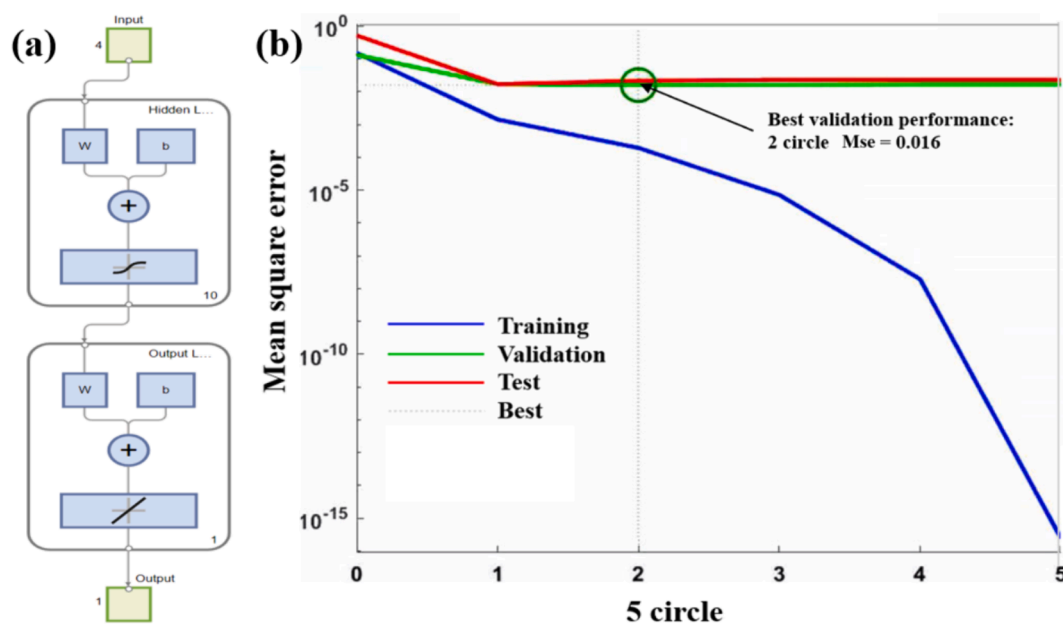 (a)
Input
4
Hidden L...
W
b
+
10
Output L...
W
b
+
1
Output
1
(b)
Mean square error
10^0
10^-5
10^-10
10^-15
Best validation performance:
2 circle Mse = 0.016
Training
Validation
Test
Best
0 1 2 3 4 5
5 circle